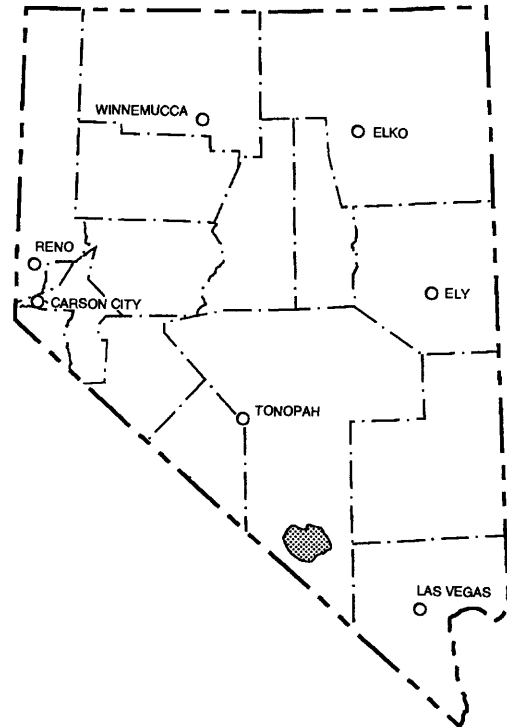 WINNEMUCCA
ELKO
RENO
CARSON CITY
ELY
TONOPAH
LAS VEGAS